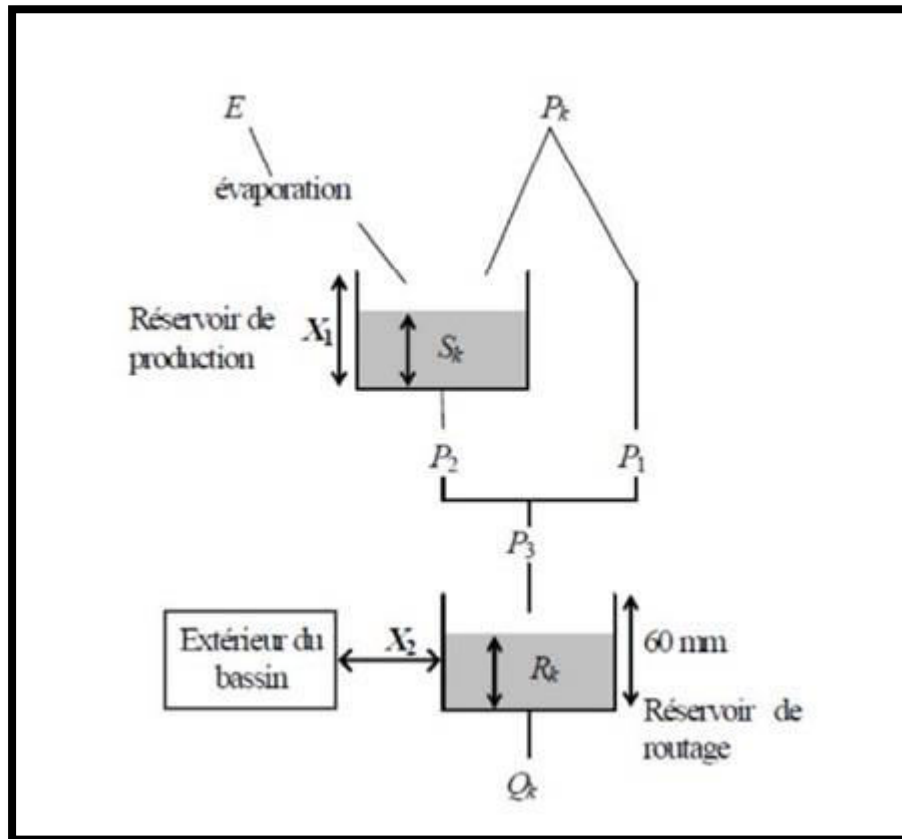 E
P_k
évaporation
Réservoir de
production
X_1
S_k
P_2
P_1
P_3
Extérieur du
bassin
X_2
R_k
60 mm
Réservoir de
routage
Q_k